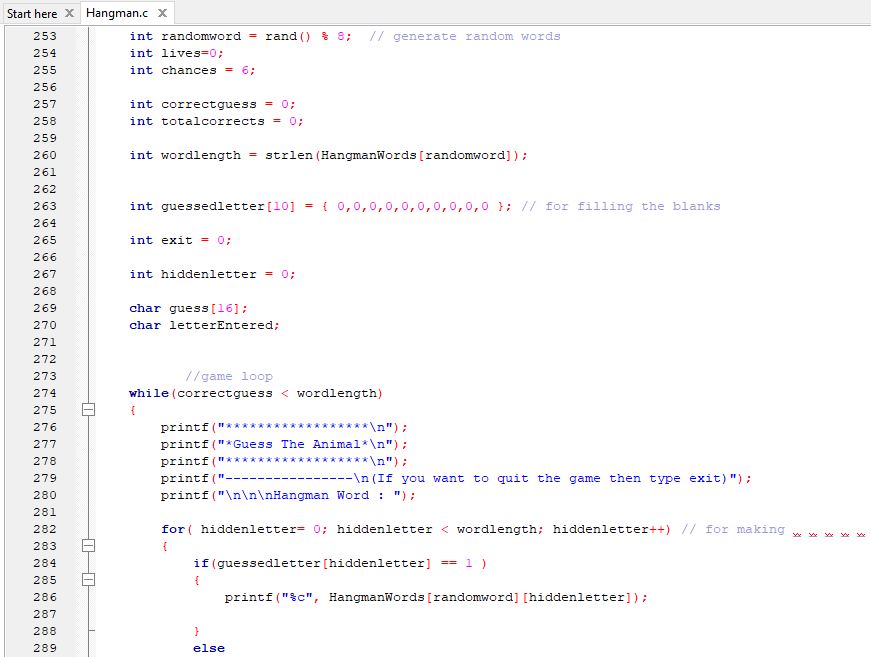 Start here X Hangman.c X
253 int randomword = rand() % 8; // generate random words
254 int lives=0;
255 int chances = 6;
256
257 int correctguess = 0;
258 int totalcorrects = 0;
259
260 int wordlength = strlen(HangmanWords[randomword]);
261
262
263 int guessedletter[10] = { 0,0,0,0,0,0,0,0,0,0 }; // for filling the blanks
264
265 int exit = 0;
266
267 int hiddenletter = 0;
268
269 char guess[16];
270 char letterEntered;
271
272
273 //game loop
274 while(correctguess < wordlength)
275 {
276 printf("******************\n");
277 printf("*Guess The Animal*\n");
278 printf("******************\n");
279 printf("----------------\n(If you want to quit the game then type exit)");
280 printf("\n\n\nHangman Word : ");
281
282 for( hiddenletter= 0; hiddenletter < wordlength; hiddenletter++) // for making _ _ _ _ _
283 {
284 if(guessedletter[hiddenletter] == 1 )
285 {
286 printf("%c", HangmanWords[randomword][hiddenletter]);
287
288 }
289 else